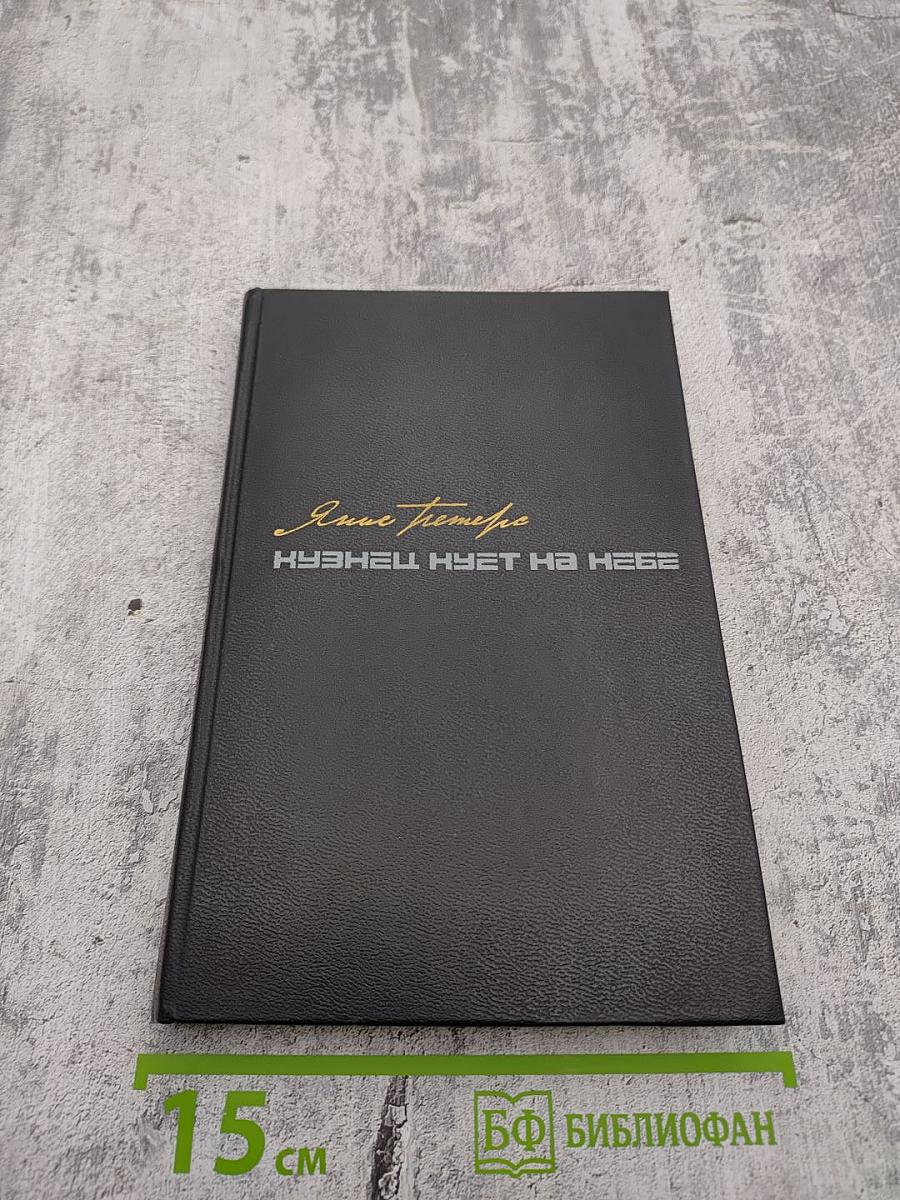 Янис Петерс
КУЗНЕЦ КУЕТ НА НЕБЕ
15 см
БФ БИБЛИОФАН